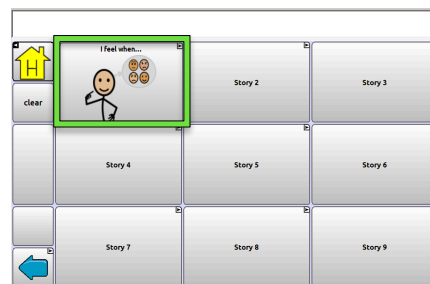 I feel when...
H
Story 2
Story 3
clear
Story 4
Story 5
Story 6
Story 7
Story 8
Story 9